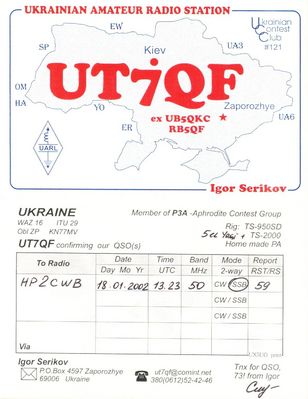 UKRAINIAN AMATEUR RADIO STATION
Ukrainian
Contest
Club
#121
EW
SP
Kiev
UA3
UT7QF
OM
HA
ex UB5QKC
RB5QF
Zaporozhye
YO
ER
UA6
UARL
Igor Serikov
UKRAINE
WAZ 16 ITU 29
Obl ZP KN77MV
Member of P3A -Aphrodite Contest Group
Rig: TS-950SD
TS-2000
Home made PA
UT7QF confirming our QSO(s)
To Radio
Date
Day Mo Yr
Time
UTC
Band
MHz
Mode
2-way
Report
RST/RS
HP2CWB
18.01.2002
13.23
50
CW / SSB
59
CW / SSB
CW / SSB
Via
Igor Serikov
P.O.Box 4597 Zaporozhye
69006 Ukraine
ut7qf@comint.net
380(0612)52-42-46
Tnx for QSO,
73! from Igor